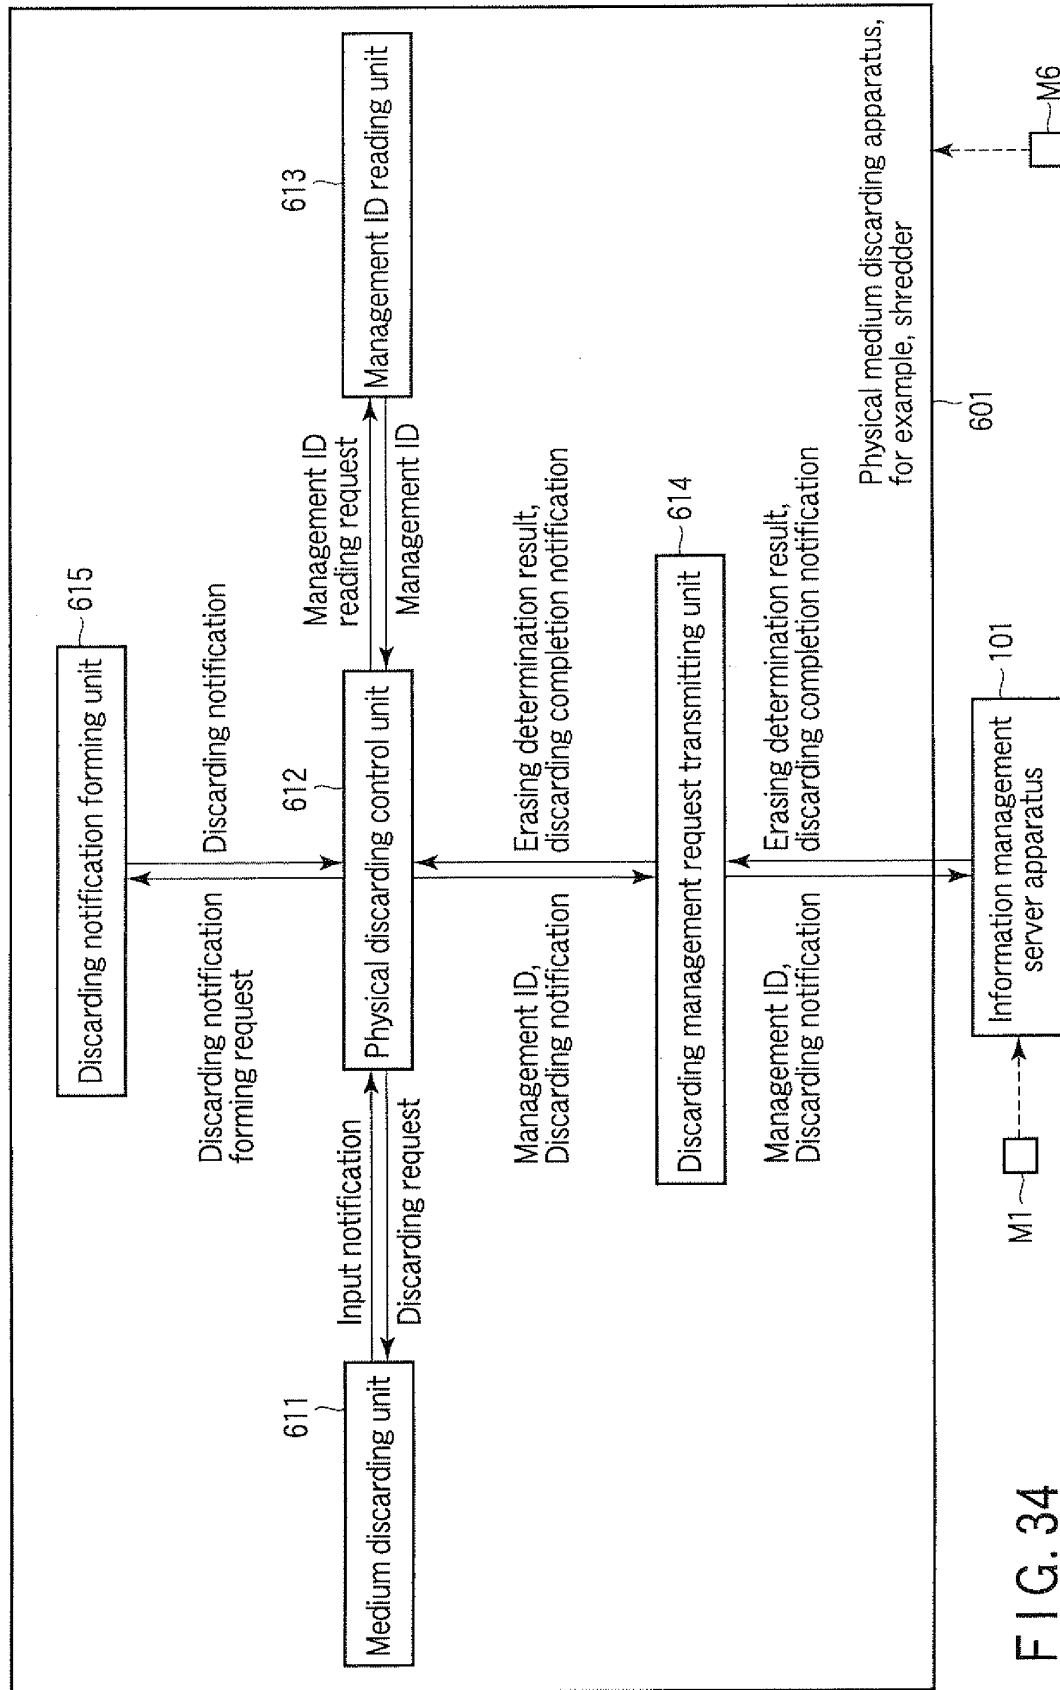 615
Discarding notification forming unit
Discarding notification
forming request
Discarding notification
611
Medium discarding unit
Input notification
Discarding request
612
Physical discarding control unit
Management ID
reading request
Management ID
613
Management ID reading unit
Management ID,
Discarding notification
Erasing determination result,
discarding completion notification
614
Discarding management request transmitting unit
Management ID,
Discarding notification
Erasing determination result,
discarding completion notification
Physical medium discarding apparatus,
for example, shredder
601
M1
101
Information management
server apparatus
M6
FIG. 34